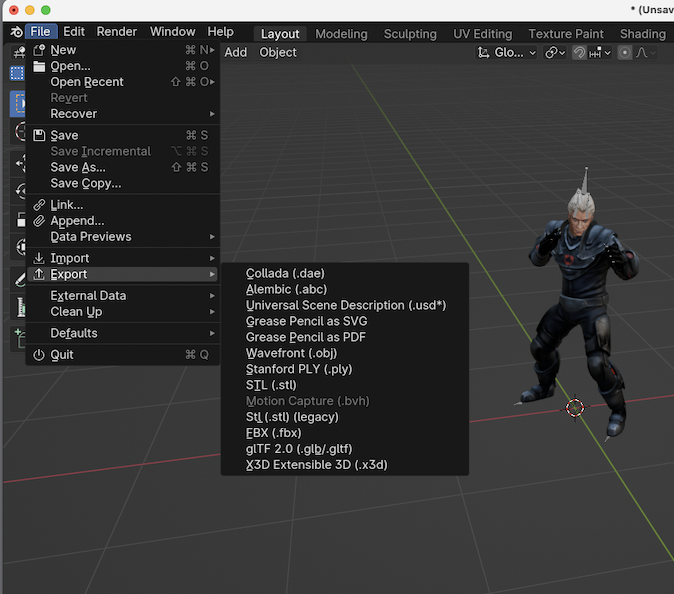 * (Unsav
File Edit Render Window Help Layout Modeling Sculpting UV Editing Texture Paint Shading
Add Object Glo...
New ⌘ N
Open... ⌘ O
Open Recent ⇧ ⌘ O
Revert
Recover
Save ⌘ S
Save Incremental ⌥ ⌘ S
Save As... ⇧ ⌘ S
Save Copy...
Link...
Append...
Data Previews
Import
Export
External Data
Clean Up
Defaults
Quit ⌘ Q
Collada (.dae)
Alembic (.abc)
Universal Scene Description (.usd*)
Grease Pencil as SVG
Grease Pencil as PDF
Wavefront (.obj)
Stanford PLY (.ply)
STL (.stl)
Motion Capture (.bvh)
Stl (.stl) (legacy)
FBX (.fbx)
glTF 2.0 (.glb/.gltf)
X3D Extensible 3D (.x3d)